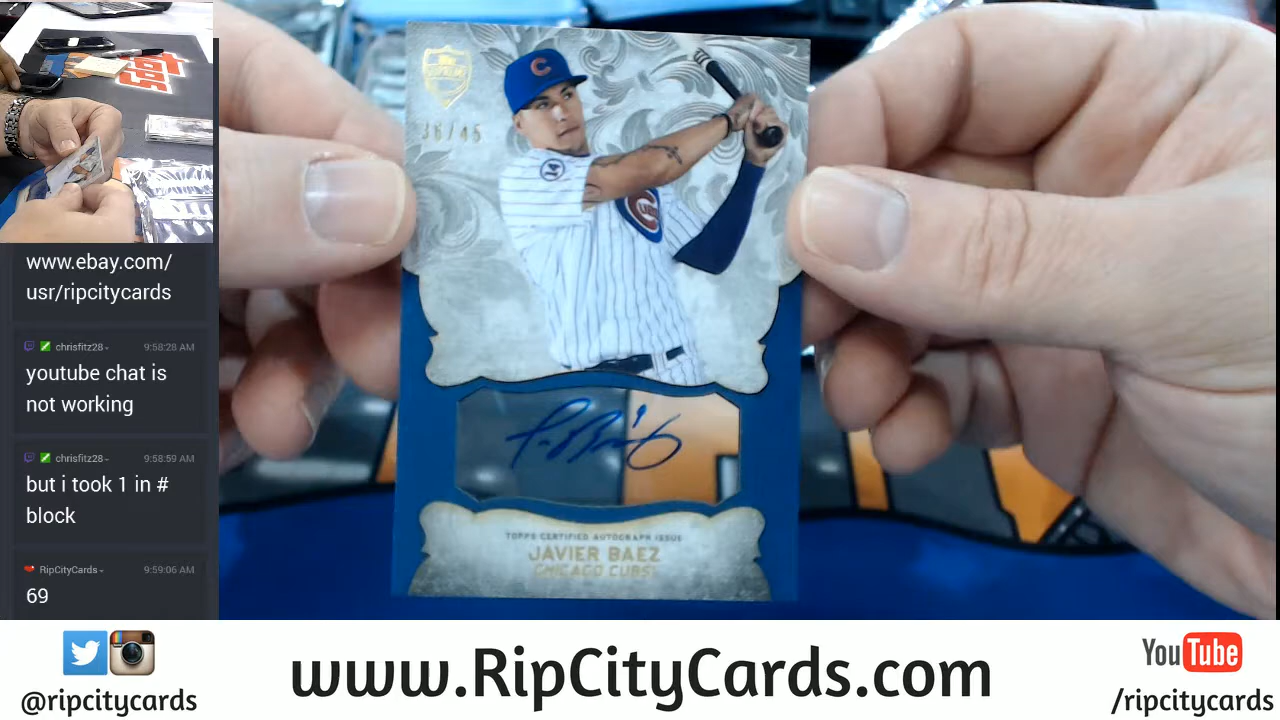 www.ebay.com/
usr/ripcitycards
chrisfitz28
9:58:28 AM
youtube chat is
not working
chrisfitz28
9:58:59 AM
but i took 1 in #
block
RipCityCards
9:59:06 AM
69
36/45
C
14
CUBS
TOPPS CERTIFIED AUTOGRAPH ISSUE
JAVIER BAEZ
CHICAGO CUBS
@ripcitycards
www.RipCityCards.com
YouTube
/ripcitycards